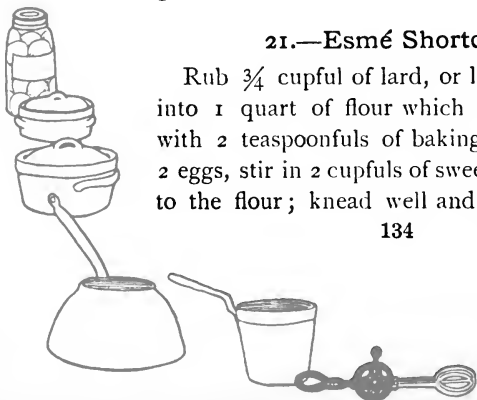 21.—Esmé Shortc
Rub ¾ cupful of lard, or l
into 1 quart of flour which
with 2 teaspoonfuls of baking
2 eggs, stir in 2 cupfuls of swee
to the flour; knead well and
134